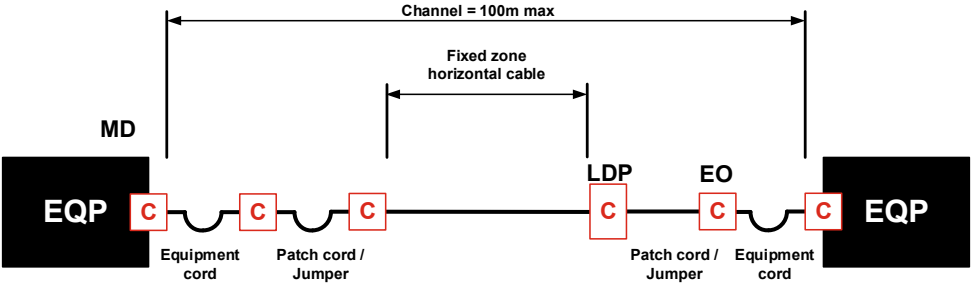 Channel = 100m max
Fixed zone
horizontal cable
MD
LDP
EO
EQP
C
C
C
C
C
C
EQP
Equipment
cord
Patch cord /
Jumper
Patch cord /
Jumper
Equipment
cord